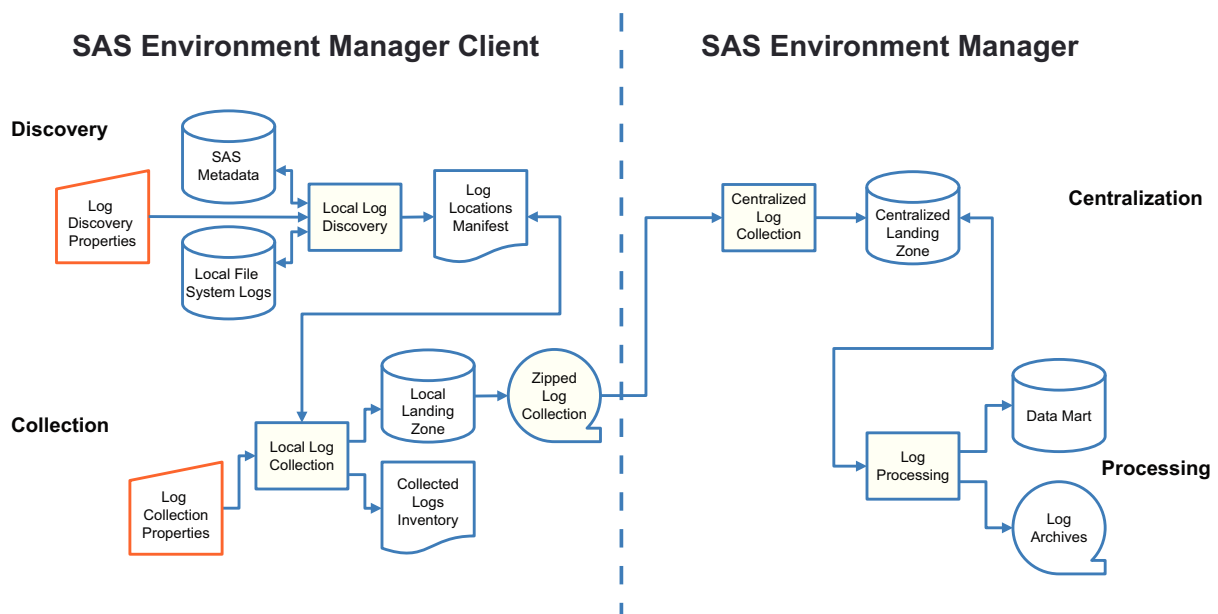 SAS Environment Manager Client
SAS Environment Manager
Discovery
SAS
Metadata
Log
Discovery
Properties
Local Log
Discovery
Log
Locations
Manifest
Local File
System Logs
Centralized
Log
Collection
Centralized
Landing
Zone
Centralization
Collection
Local
Landing
Zone
Zipped
Log
Collection
Local Log
Collection
Log
Collection
Properties
Collected
Logs
Inventory
Data Mart
Log
Processing
Processing
Log
Archives